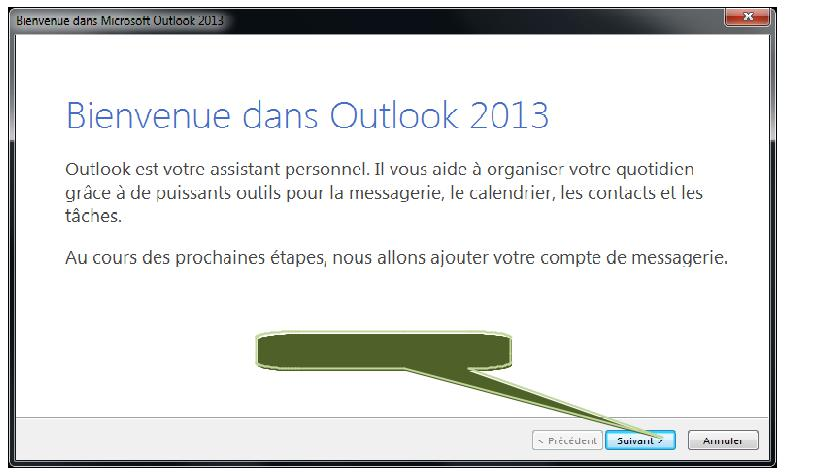 Bienvenue dans Microsoft Outlook 2013
Bienvenue dans Outlook 2013
Outlook est votre assistant personnel. Il vous aide à organiser votre quotidien
grâce à de puissants outils pour la messagerie, le calendrier, les contacts et les
tâches.
Au cours des prochaines étapes, nous allons ajouter votre compte de messagerie.
< Précédent Suivant > Annuler